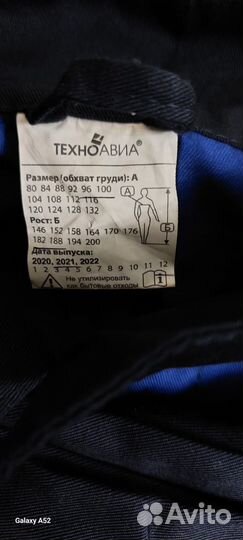 ТЕХНОАВИА®
Размер (обхват груди): А
80 84 88 92 96 100
104 108 112 116
120 124 128 132
Рост: Б
146 152 158 164 170 176
182 188 194 200
Дата выпуска:
2020, 2021, 2022
1 2 3 4 5 6 7 8 9 10 11 12
Не утилизировать
как бытовые отходы
А
Б
i
Galaxy A52
Avito